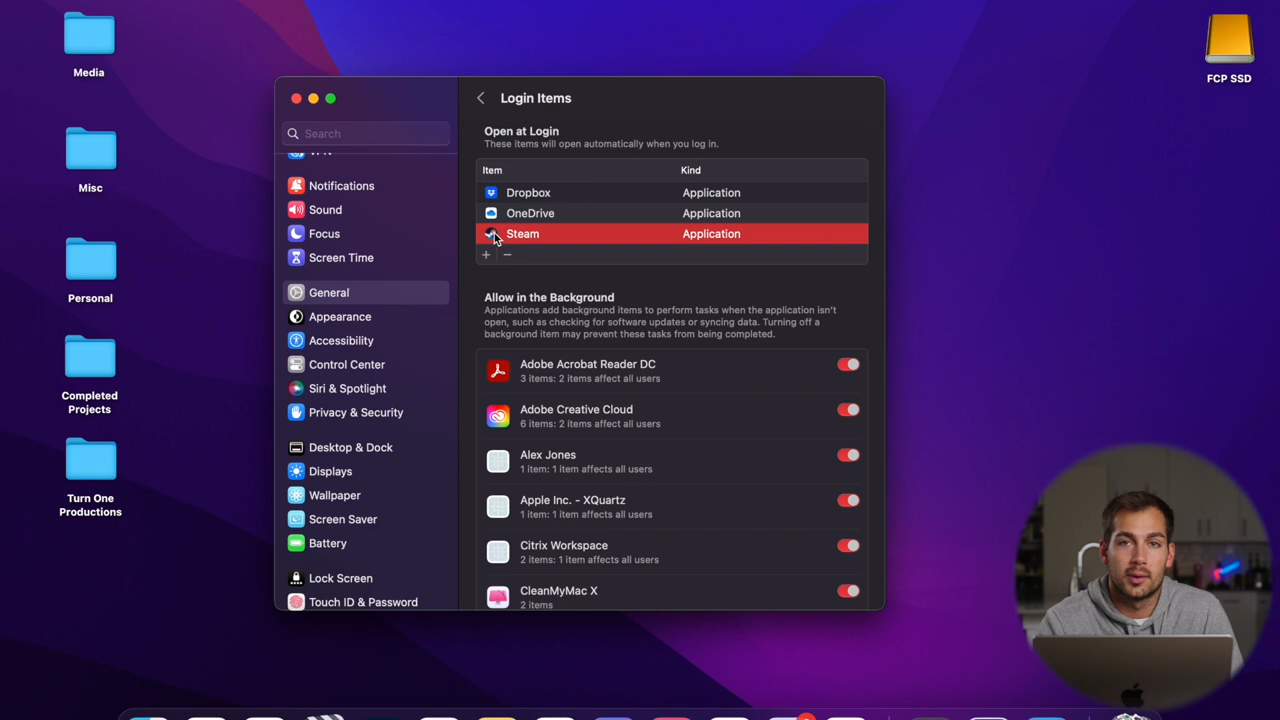 Media
Misc
Personal
Completed
Projects
Turn One
Productions
FCP SSD
Search
Notifications
Sound
Focus
Screen Time
General
Appearance
Accessibility
Control Center
Siri & Spotlight
Privacy & Security
Desktop & Dock
Displays
Wallpaper
Screen Saver
Battery
Lock Screen
Touch ID & Password
Login Items
Open at Login
These items will open automatically when you log in.
Item Kind
Dropbox Application
OneDrive Application
Steam Application
Allow in the Background
Applications add background items to perform tasks when the application isn't
open, such as checking for software updates or syncing data. Turning off a
background item may prevent these tasks from being completed.
Adobe Acrobat Reader DC
3 items: 2 items affect all users
Adobe Creative Cloud
6 items: 2 items affect all users
Alex Jones
1 item: 1 item affects all users
Apple Inc. - XQuartz
1 item: 1 item affects all users
Citrix Workspace
2 items: 1 item affects all users
CleanMyMac X
2 items